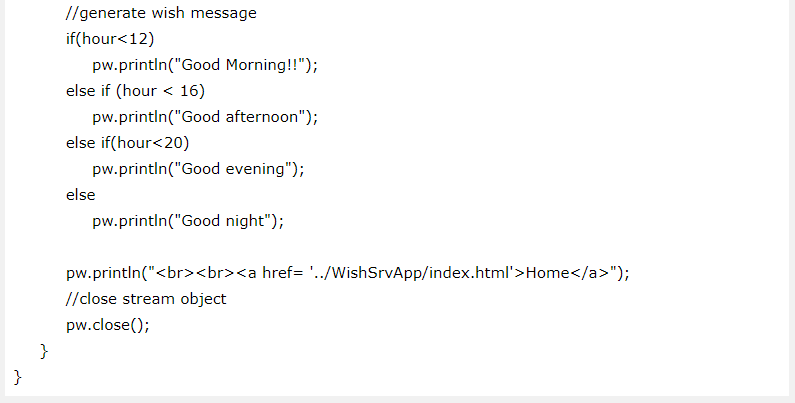 //generate wish message
if(hour<12)
pw.println("Good Morning!!");
else if (hour < 16)
pw.println("Good afternoon");
else if(hour<20)
pw.println("Good evening");
else
pw.println("Good night");
pw.println("<br><br><a href= '../WishSrvApp/index.html'>Home</a>");
//close stream object
pw.close();
}
}